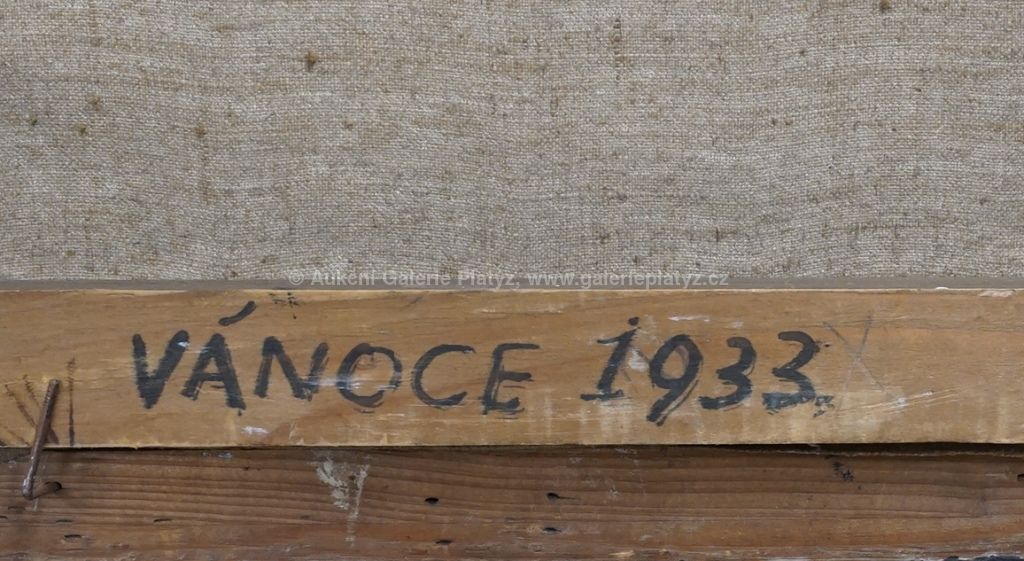 © Aukční Galerie Platýz, www.galerieplatyz.cz
VÁNOCE 1933